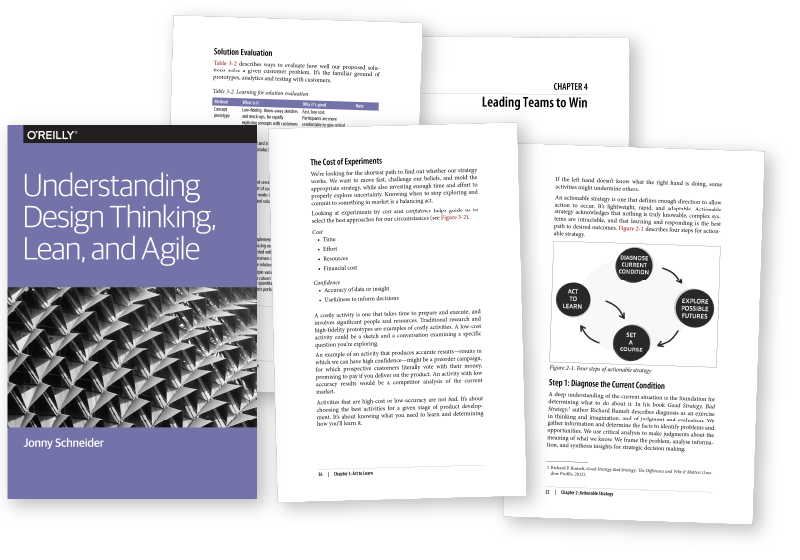 O'REILLY®
Understanding
Design Thinking,
Lean, and Agile
Jonny Schneider
Solution Evaluation
Table 3-2 describes ways to evaluate how well our proposed solu-
tions solve a given customer problem. It's the familiar ground of
prototypes, analytics and testing with customers.
Table 3-2. Learning for solution evaluation
Method What is it Why it's good Note
Concept Low-fidelity, throw-away sketches Fast, low cost
prototype and mock-ups, for rapidly Participants are more
exploring concepts with customers comfortable to give critical
CHAPTER 4
Leading Teams to Win
The Cost of Experiments
We're looking for the shortest path to find out whether our strategy
works. We want to move fast, challenge our beliefs, and mold the
appropriate strategy, while also investing enough time and effort to
properly explore uncertainty. Knowing when to stop exploring and
commit to something in market is a balancing act.
Looking at experiments by cost and confidence helps guide us to
select the best approaches for our circumstances (see Figure 3-2).
Cost
• Time
• Effort
• Resources
• Financial cost
Confidence
• Accuracy of data or insight
• Usefulness to inform decisions
A costly activity is one that takes time to prepare and execute, and
involves significant people and resources. Traditional research and
high-fidelity prototypes are examples of costly activities. A low-cost
activity could be a sketch and a conversation examining a specific
question you're exploring.
An example of an activity that produces accurate results—results in
which we can have high confidence—might be a preorder campaign,
for which prospective customers literally vote with their money,
promising to pay if you deliver on the product. An activity with low
accuracy results would be a competitor analysis of the current
market.
Activities that are high-cost or low-accuracy are not bad. It's about
choosing the best activities for a given stage of product develop-
ment. It's about knowing what you need to learn and determining
how you'll learn it.
36 | Chapter 3: Act to Learn
If the left hand doesn't know what the right hand is doing, some
activities might undermine others.
An actionable strategy is one that defines enough direction to allow
action to occur. It's lightweight, rapid, and adaptable. Actionable
strategy acknowledges that nothing is truly knowable, complex sys-
tems are intractable, and that learning and responding is the best
path to desired outcomes. Figure 2-1 describes four steps for action-
able strategy.
DIAGNOSE
CURRENT
CONDITION
EXPLORE
POSSIBLE
FUTURES
SET
A
COURSE
ACT
TO
LEARN
Figure 2-1. Four steps of actionable strategy
Step 1: Diagnose the Current Condition
A deep understanding of the current situation is the foundation for
determining what to do about it. In his book Good Strategy, Bad
Strategy,¹ author Richard Rumelt describes diagnosis as an exercise
in thinking and imagination, and of judgment and evaluation. We
gather information and determine the facts to identify problems and
opportunities. We use critical analysis to make judgments about the
meaning of what we know. We frame the problem, analyse informa-
tion, and synthesis insights for strategic decision making.
1 Richard P. Rumelt, Good Strategy Bad Strategy: The Difference and Why It Matters (Lon-
don: Profile, 2012).
22 | Chapter 2: Actionable Strategy